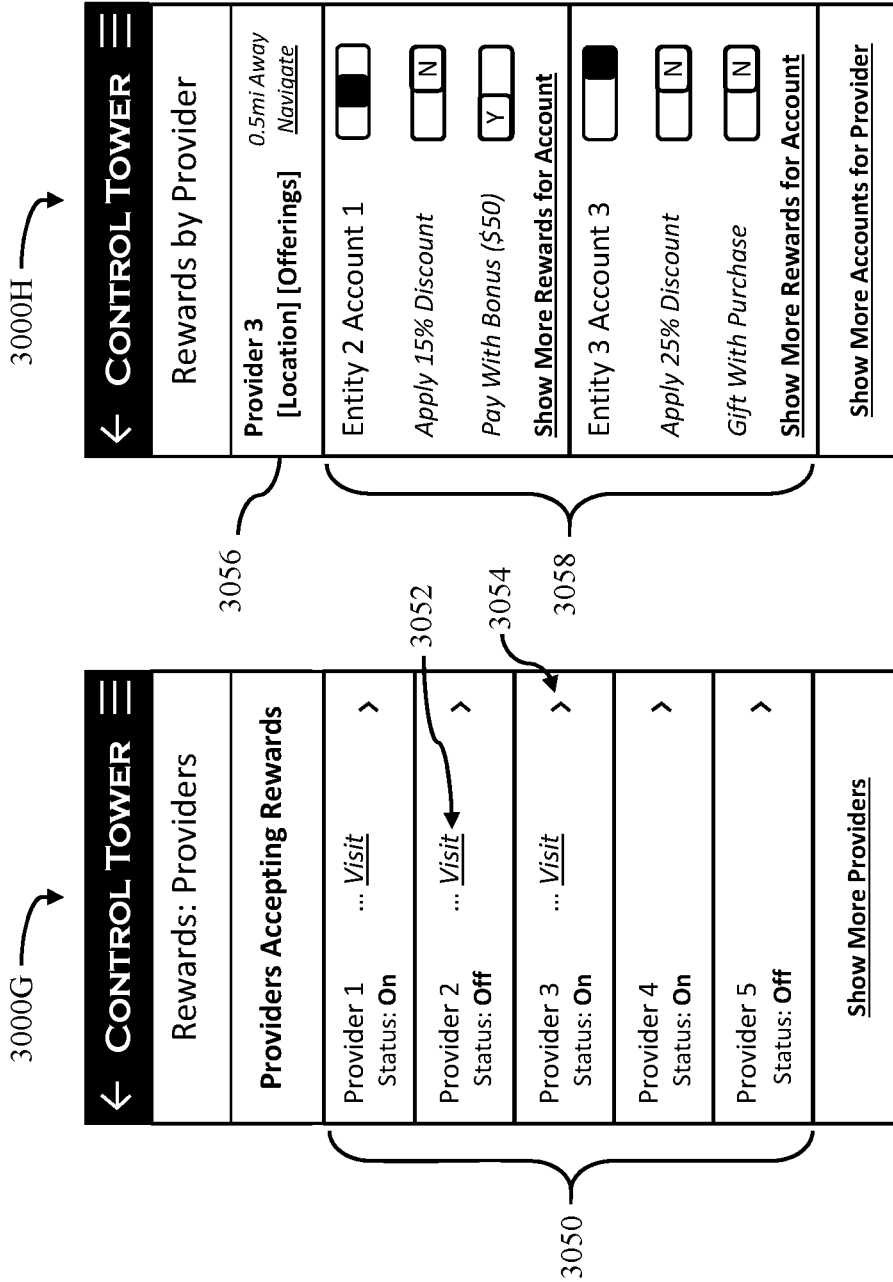 3000G
← CONTROL TOWER
Rewards: Providers
Providers Accepting Rewards
Provider 1 ... Visit >
Status: On
Provider 2 ... Visit >
Status: Off
Provider 3 ... Visit >
Status: On
Provider 4 >
Status: On
Provider 5 >
Status: Off
Show More Providers
3050
3052
3054
3000H
← CONTROL TOWER
Rewards by Provider
Provider 3 0.5mi Away
[Location] [Offerings] Navigate
Entity 2 Account 1
Apply 15% Discount N
Pay With Bonus ($50) Y
Show More Rewards for Account
Entity 3 Account 3
Apply 25% Discount N
Gift With Purchase N
Show More Rewards for Account
Show More Accounts for Provider
3056
3058